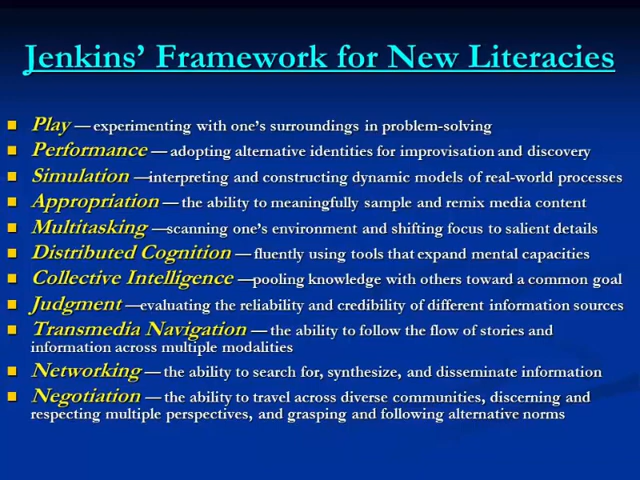 Jenkins’ Framework for New Literacies
Play — experimenting with one’s surroundings in problem-solving
Performance — adopting alternative identities for improvisation and discovery
Simulation —interpreting and constructing dynamic models of real-world processes
Appropriation — the ability to meaningfully sample and remix media content
Multitasking —scanning one’s environment and shifting focus to salient details
Distributed Cognition — fluently using tools that expand mental capacities
Collective Intelligence —pooling knowledge with others toward a common goal
Judgment —evaluating the reliability and credibility of different information sources
Transmedia Navigation — the ability to follow the flow of stories and
information across multiple modalities
Networking — the ability to search for, synthesize, and disseminate information
Negotiation — the ability to travel across diverse communities, discerning and
respecting multiple perspectives, and grasping and following alternative norms